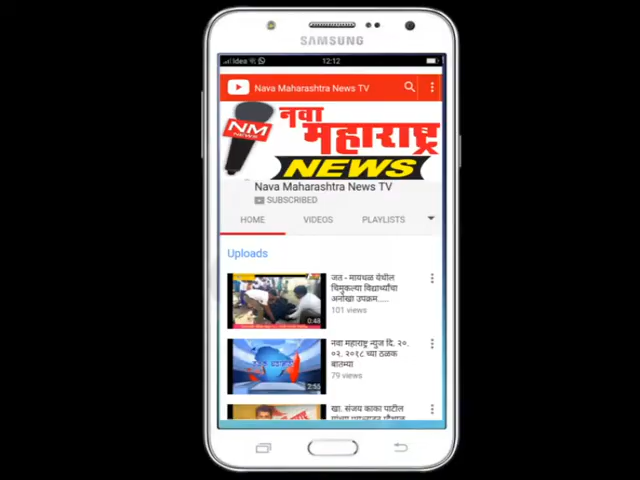 SAMSUNG
Idea
12:12
Nava Maharashtra News TV
NM
NEWS
नवा
महाराष्ट्र
NEWS
Nava Maharashtra News TV
SUBSCRIBED
HOME VIDEOS PLAYLISTS
Uploads
जत - मायथळ येथील
चिमुकल्या विद्यार्थ्यांचा
अनोखा उपक्रम.....
101 views
0:48
नवा महाराष्ट्र न्युज दि. २०.
०२. २०१८ च्या ठळक
बातम्या
79 views
2:55
खा. संजय काका पाटील